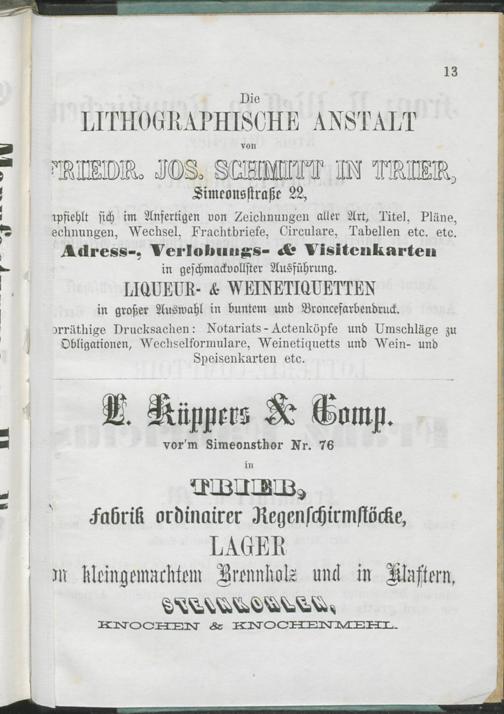 13
Die
LITHOGRAPHISCHE ANSTALT
von
FRIEDR. JOS. SCHMITT IN TRIER,
Simeonsstraße 22,
pfiehlt sich im Anfertigen von Zeichnungen aller Art, Titel, Pläne,
echnungen, Wechsel, Frachtbriefe, Circulare, Tabellen etc. etc.
Adress-, Verlobungs- & Visitenkarten
in geschmackvollster Ausführung.
LIQUEUR- & WEINETIQUETTEN
in großer Auswahl in buntem und Broncefarbendruck.
orräthige Drucksachen: Notariats-Actenköpfe und Umschläge zu
Obligationen, Wechselformulare, Weinetiquetts und Wein- und
Speisenkarten etc.
L. Küppers & Comp.
vor'm Simeonsthor Nr. 76
in
TRIER,
Fabrik ordinairer Regenschirmstöcke,
LAGER
on kleingemachtem Brennholz und in Klaftern,
STEINKOHLEN,
KNOCHEN & KNOCHENMEHL.